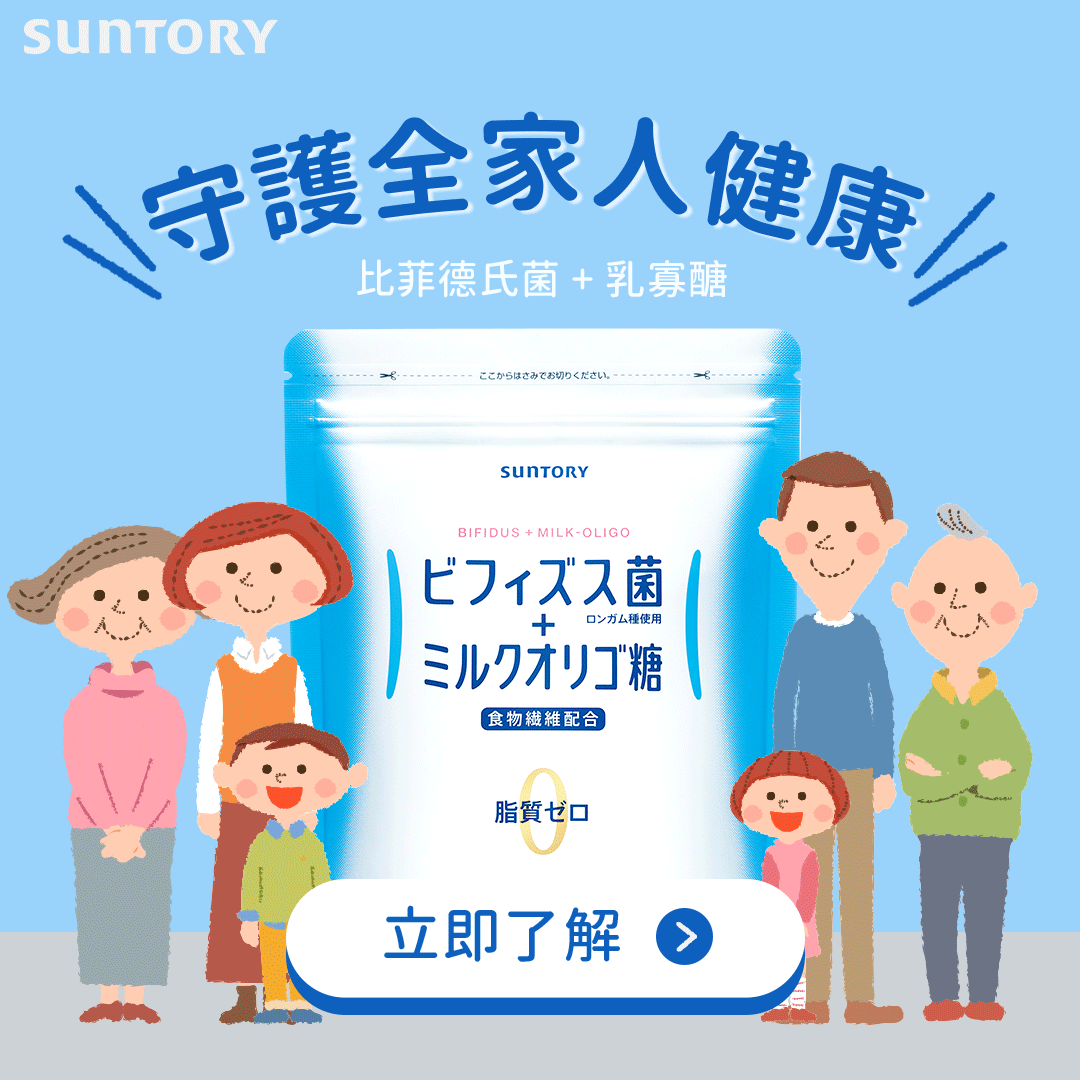 SUNTORY
守護全家人健康
比菲德氏菌 + 乳寡醣
ここからはさみでお切りください。
SUNTORY
BIFIDUS + MILK-OLIGO
ビフィズス菌
ロンガム種使用
+
ミルクオリゴ糖
食物繊維配合
0
脂質ゼロ
立即了解